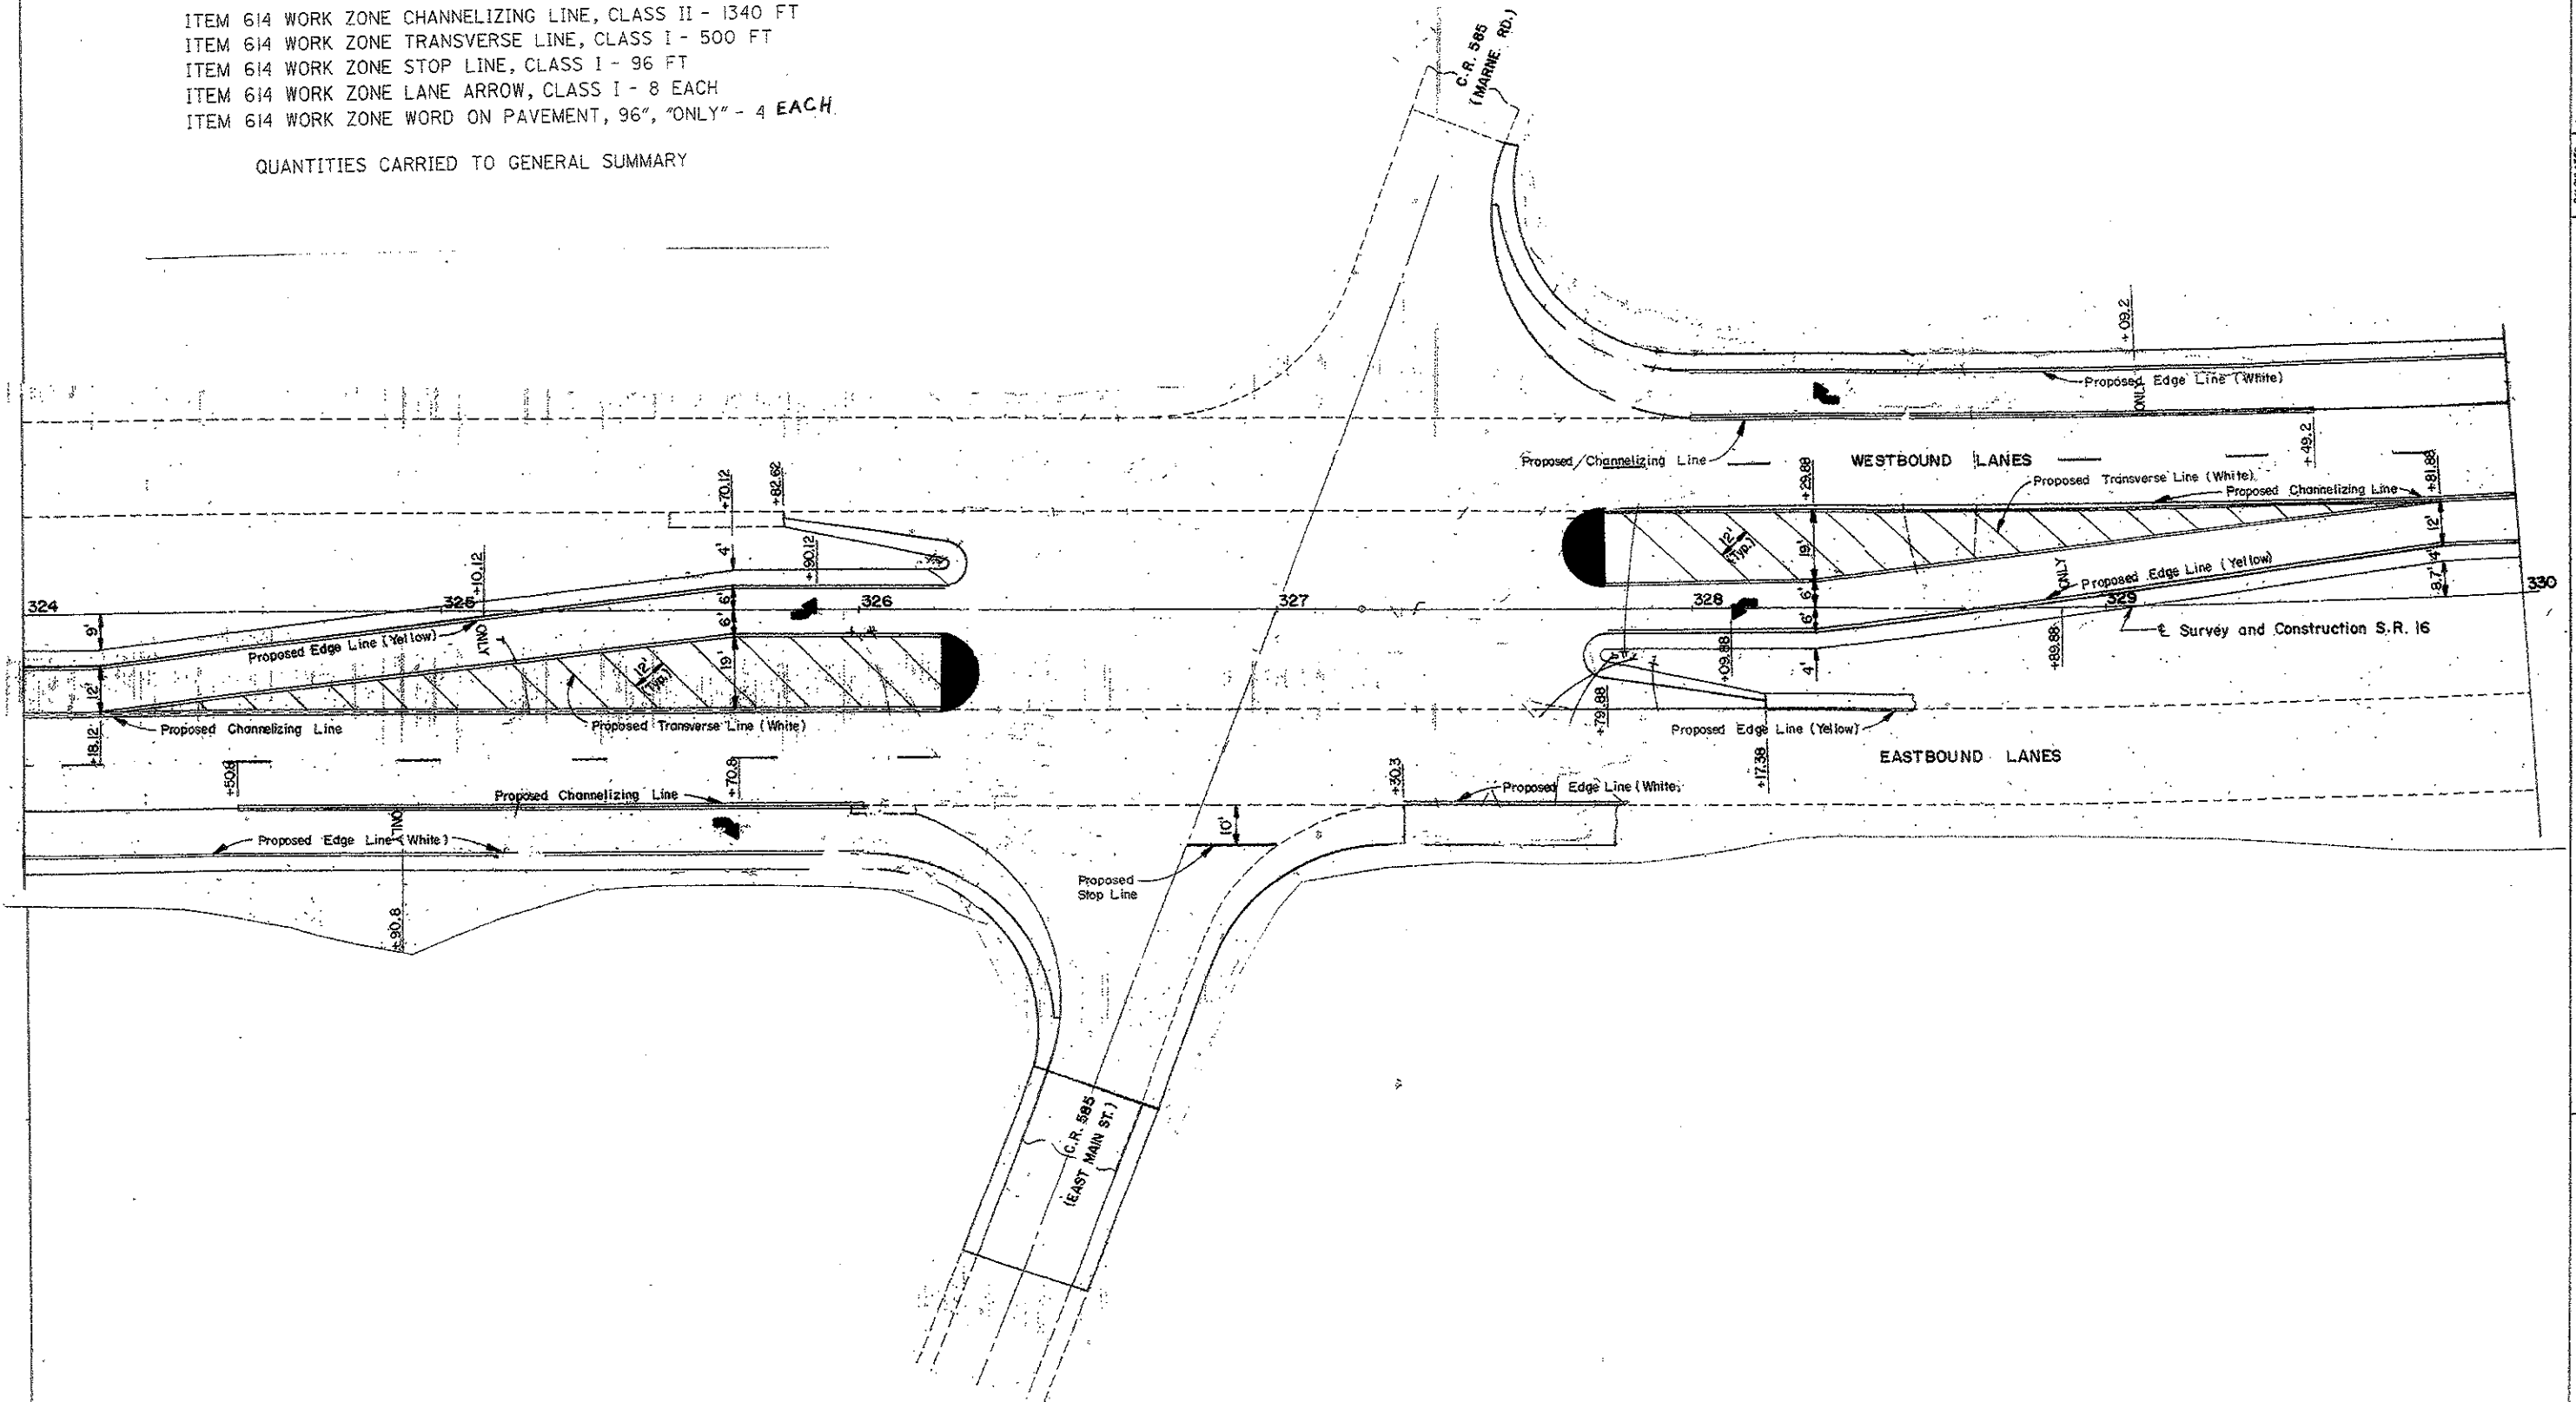 ITEM 614 WORK ZONE CHANNELIZING LINE, CLASS II - 1340 FT
ITEM 614 WORK ZONE TRANSVERSE LINE, CLASS I - 500 FT
ITEM 614 WORK ZONE STOP LINE, CLASS I - 96 FT
ITEM 614 WORK ZONE LANE ARROW, CLASS I - 8 EACH
ITEM 614 WORK ZONE WORD ON PAVEMENT, 96", "ONLY" - 4 EACH
QUANTITIES CARRIED TO GENERAL SUMMARY
C.R. 585
(MARNE RD.)
+09.2
Proposed Edge Line (White)
ONLY
+49.2
Proposed Channelizing Line
WESTBOUND LANES
+29.88
Proposed Transverse Line (White)
Proposed Channelizing Line
+81.88
+70.12
+82.62
4'
+90.12
+10.12
12'
(Typ.)
19'
12'
4'
8.7'
ONLY
Proposed Edge Line (Yellow)
324
325
326
327
328
329
330
9'
6'
6'
6'
6'
℄ Survey and Construction S.R. 16
ONLY
Proposed Edge Line (Yellow)
12'
12'
(Typ.)
19'
4'
+09.88
+89.88
+79.88
+18.12
Proposed Channelizing Line
Proposed Transverse Line (White)
Proposed Edge Line (Yellow)
EASTBOUND LANES
+17.38
+50.8
+70.8
+30.3
Proposed Channelizing Line
Proposed Edge Line (White)
ONLY
10'
Proposed Edge Line (White)
Proposed
Stop Line
+90.8
C.R. 585
(EAST MAIN ST.)